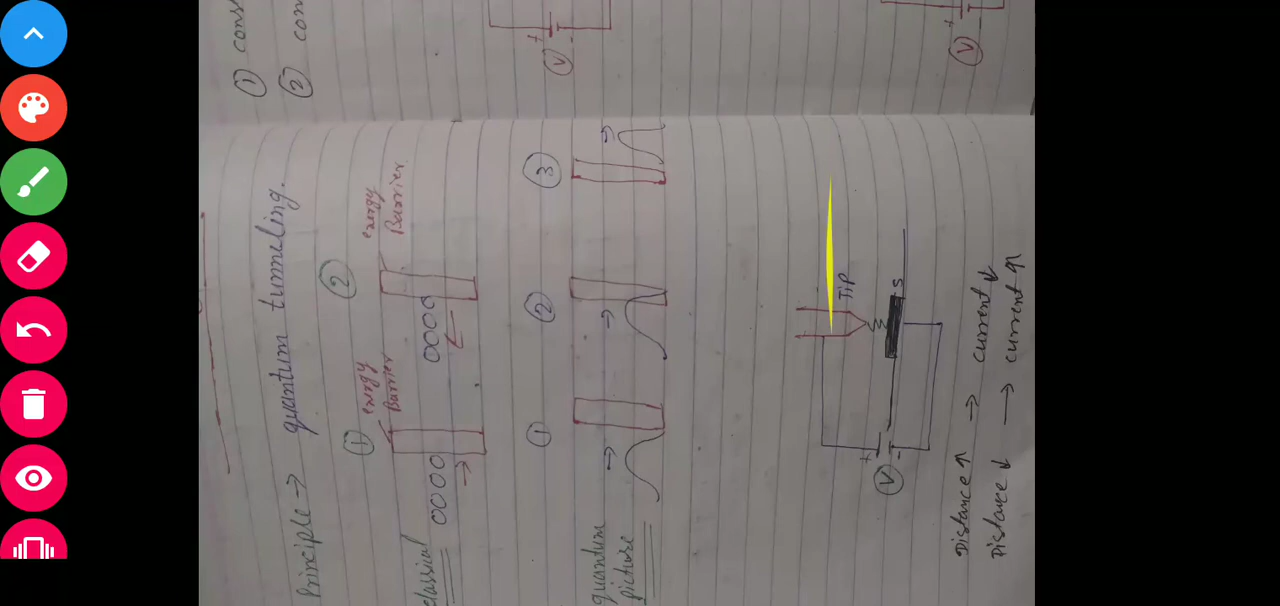 ① const
② con
Principle → quantum tunneling.
① ②
energy
Barrier
energy
Barrier
classical
0000
→
0000
←
① ② ③
→ → →
quantum
picture
Tip
S
+
V
-
Distance ↑ → current ↓
Distance ↓ → current ↑
+
V
-
+
V